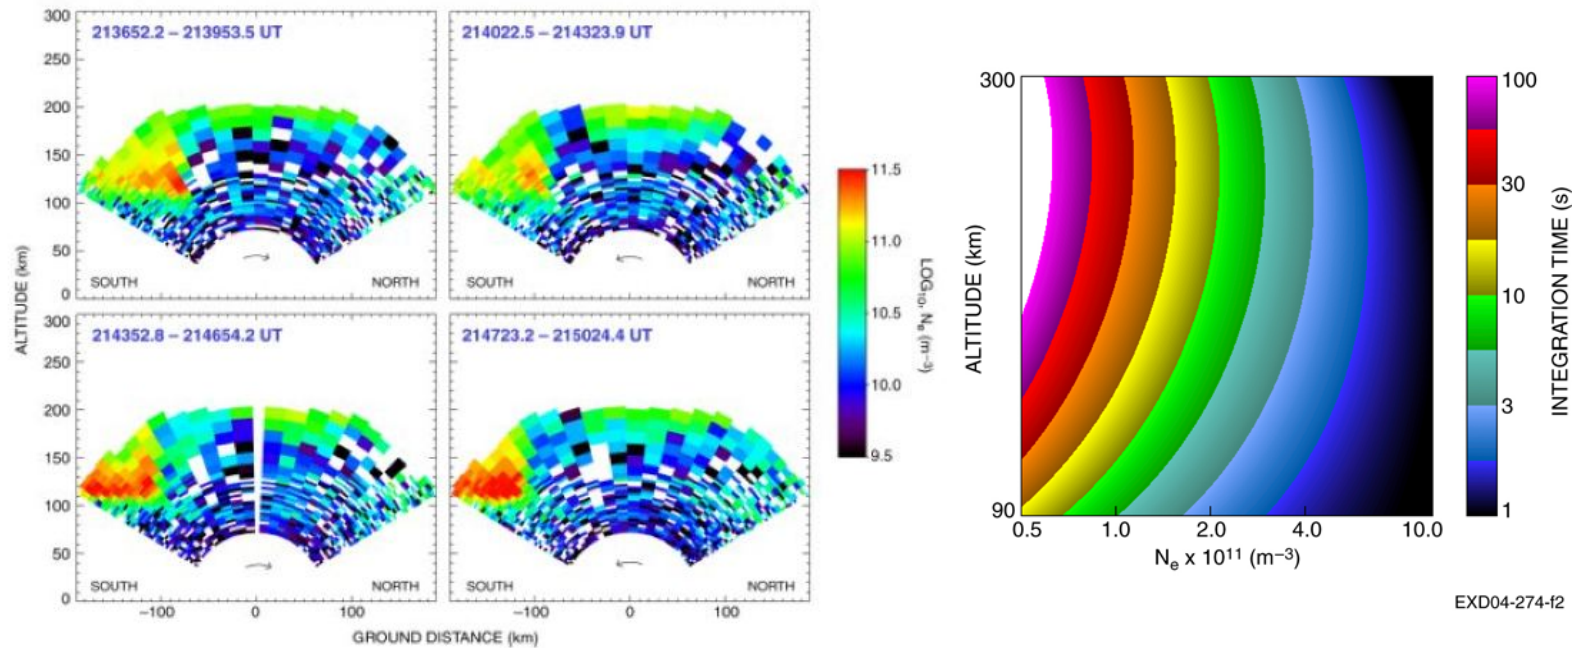 213652.2 – 213953.5 UT
214022.5 – 214323.9 UT
300
250
200
150
100
50
0
SOUTH
NORTH
SOUTH
NORTH
ALTITUDE (km)
214352.8 – 214654.2 UT
214723.2 – 215024.4 UT
300
250
200
150
100
50
0
SOUTH
NORTH
SOUTH
NORTH
−100
0
100
−100
0
100
GROUND DISTANCE (km)
11.5
11.0
10.5
10.0
9.5
LOG10, Ne (m−3)
300
90
ALTITUDE (km)
0.5
1.0
2.0
4.0
10.0
Ne x 10¹¹ (m⁻³)
100
30
10
3
1
INTEGRATION TIME (s)
EXD04-274-f2